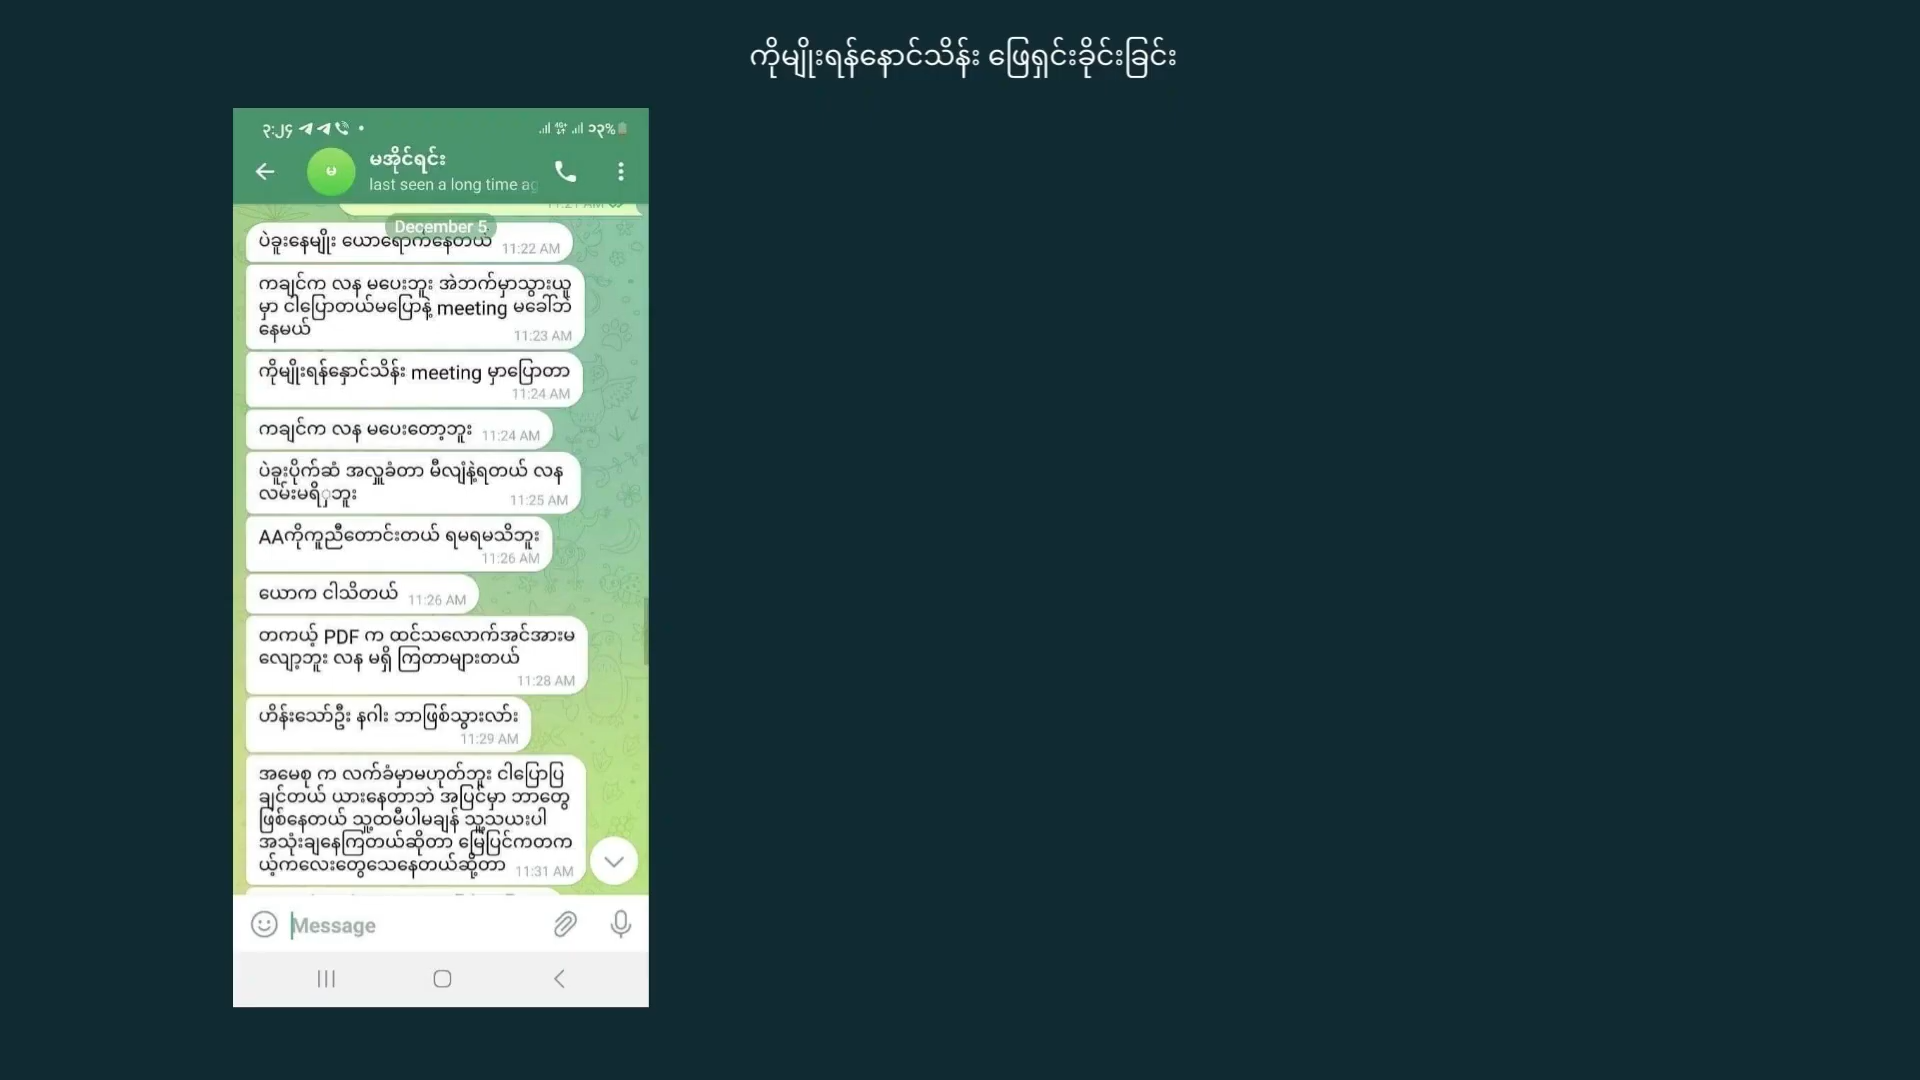 ကိုမျိုးရန်နောင်သိန်း ဖြေရှင်းခိုင်းခြင်း
၃:၂၄
၁၃%
မ
မအိုင်ရင်း
last seen a long time ag
11:21 AM
December 5
ပဲခူးနေမျိုး ယောရောက်နေတယ် 11:22 AM
ကချင်က လန မပေးဘူး အဲဘက်မှာသွားယူ
မှာ ငါပြောတယ်မပြောနဲ့ meeting မခေါ်ဘဲ
နေမယ်
11:23 AM
ကိုမျိုးရန်နှောင်သိန်း meeting မှာပြောတာ
11:24 AM
ကချင်က လန မပေးတော့ဘူး 11:24 AM
ပဲခူးပိုက်ဆံ အလှူခံတာ မီလျံနဲ့ရတယ် လန
လမ်းမရိှဘူး
11:25 AM
AAကိုကူညီတောင်းတယ် ရမရမသိဘူး
11:26 AM
ယောက ငါသိတယ် 11:26 AM
တကယ့် PDF က ထင်သလောက်အင်အားမ
လျော့ဘူး လန မရှိ ကြတာများတယ်
11:28 AM
ဟိန်းသော်ဦး နဂါး ဘာဖြစ်သွားလာ်း
11:29 AM
အမေစု က လက်ခံမှာမဟုတ်ဘူး ငါပြောပြ
ချင်တယ် ယားနေတာဘဲ အပြင်မှာ ဘာတွေ
ဖြစ်နေတယ် သူ့ထမီပါမချန် သူ့သယးပါ
အသုံးချနေကြတယ်ဆိုတာ မြေပြင်ကတက
ယ့်ကလေးတွေသေနေတယ်ဆိုတာ 11:31 AM
Message